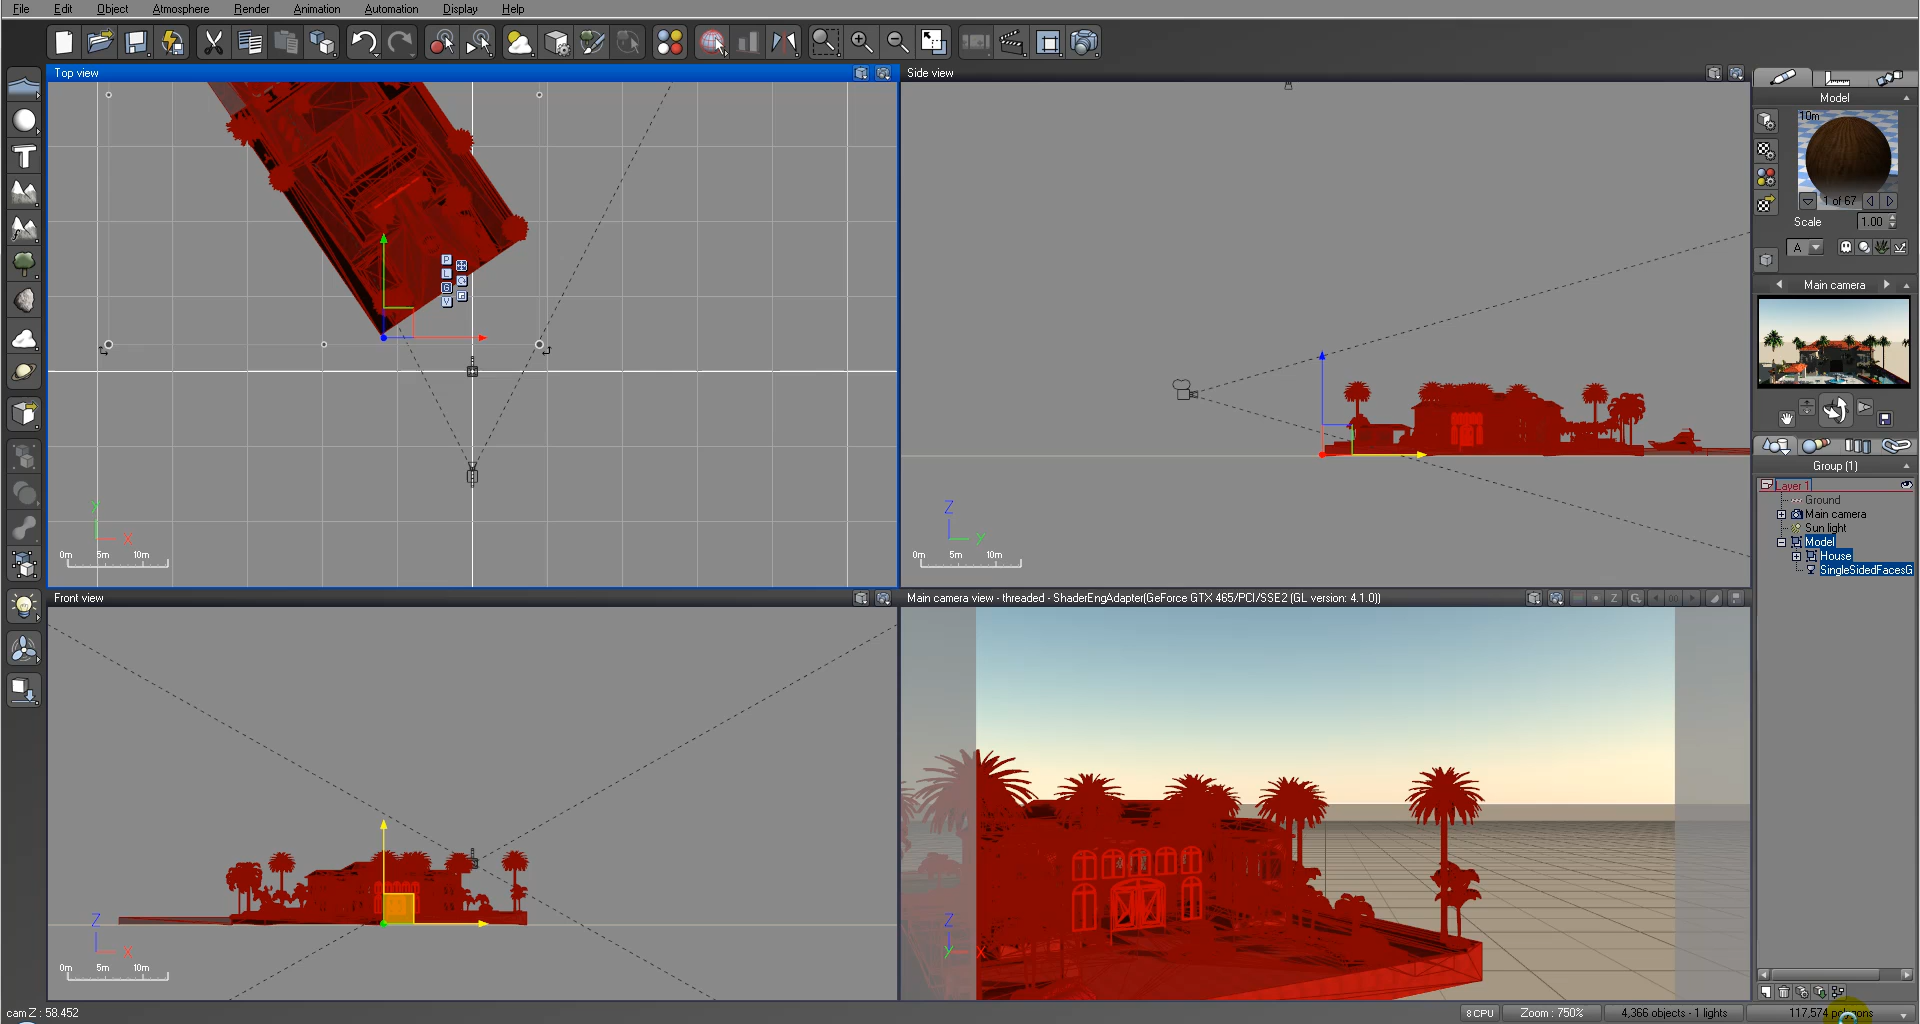 File Edit Object Atmosphere Render Animation Automation Display Help
Top view
Side view
Model
10m
1 of 67
Scale 1.00
A
Main camera
P
L
G
V
Y
X
0m 5m 10m
Z
Y
0m 5m 10m
Group (1)
Layer 1
Ground
Main camera
Sun light
Model
House
SingleSidedFacesG
Front view
Main camera view - threaded - ShaderEngAdapter(GeForce GTX 465/PCI/SSE2 (GL version: 4.1.0))
Z
X
0m 5m 10m
Z
Y
X
cam Z : 58.452
8 CPU
Zoom : 750%
4,366 objects - 1 lights
117,574 polygons